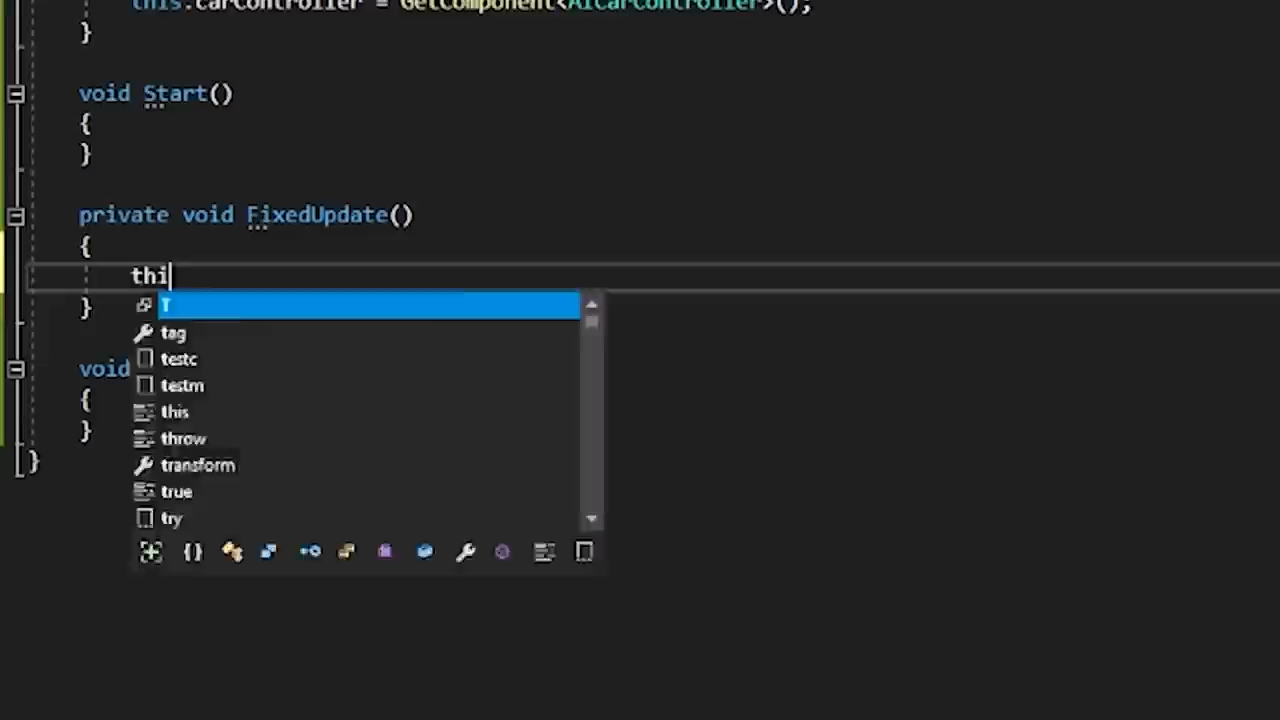 this.carController = GetComponent<AICarController>();
}
void Start()
{
}
private void FixedUpdate()
{
thi
}
void
{
}
}
T
tag
testc
testm
this
throw
transform
true
try